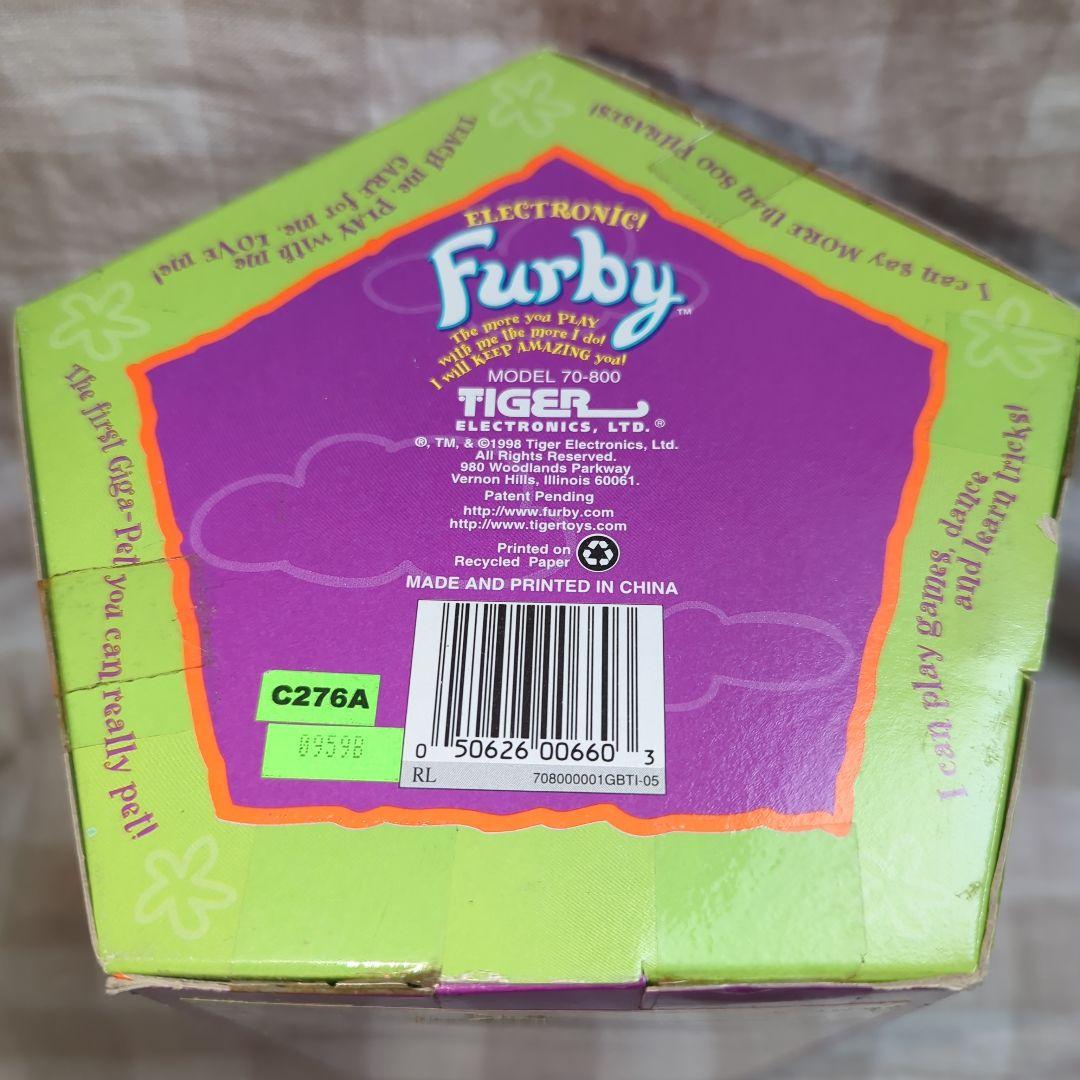 TEACH me, PLAY with me
CARE for me, LOVE me!
I can say MORE than 800 PHRASES!
ELECTRONIC!
Furby™
The more you PLAY
with me the more I do!
I will KEEP AMAZING you!
MODEL 70-800
TIGER
ELECTRONICS, LTD.®
®, TM, & ©1998 Tiger Electronics, Ltd.
All Rights Reserved.
980 Woodlands Parkway
Vernon Hills, Illinois 60061.
Patent Pending
http://www.furby.com
http://www.tigertoys.com
Printed on
Recycled Paper
MADE AND PRINTED IN CHINA
The first Giga-Pet you can really pet!
I can play games, dance
and learn tricks!
C276A
0959B
0 50626 00660 3
RL 708000001GBTI-05